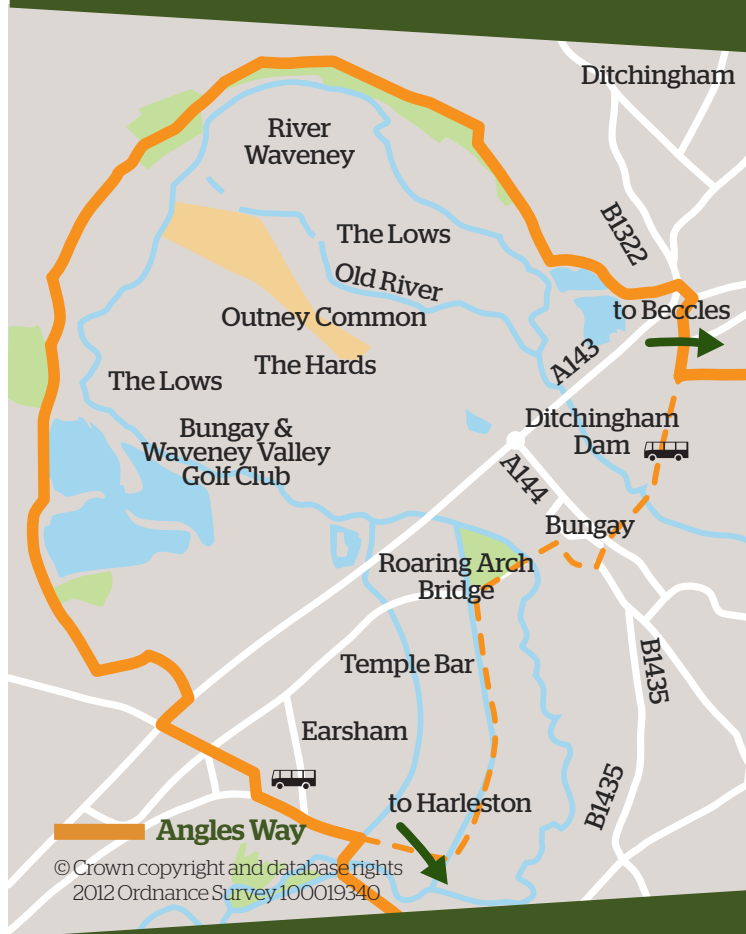 Ditchingham
River
Waveney
B1322
The Lows
Old River
to Beccles
Outney Common
A143
The Hards
The Lows
Ditchingham
Dam
Bungay &
Waveney Valley
Golf Club
A144
Bungay
Roaring Arch
Bridge
B1435
Temple Bar
Earsham
B1435
to Harleston
Angles Way
© Crown copyright and database rights
2012 Ordnance Survey 100019340